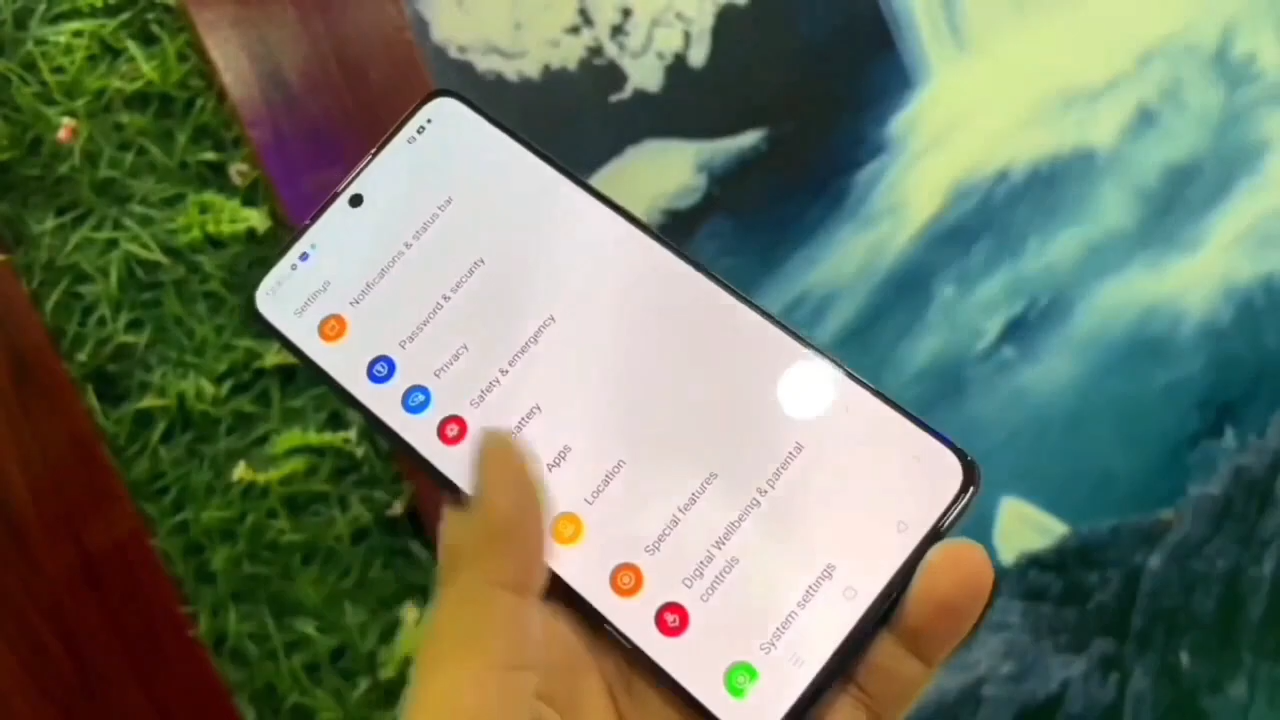 Settings
Notifications & status bar
Password & security
Privacy
Safety & emergency
Battery
Apps
Location
Special features
Digital Wellbeing & parental
controls
System settings